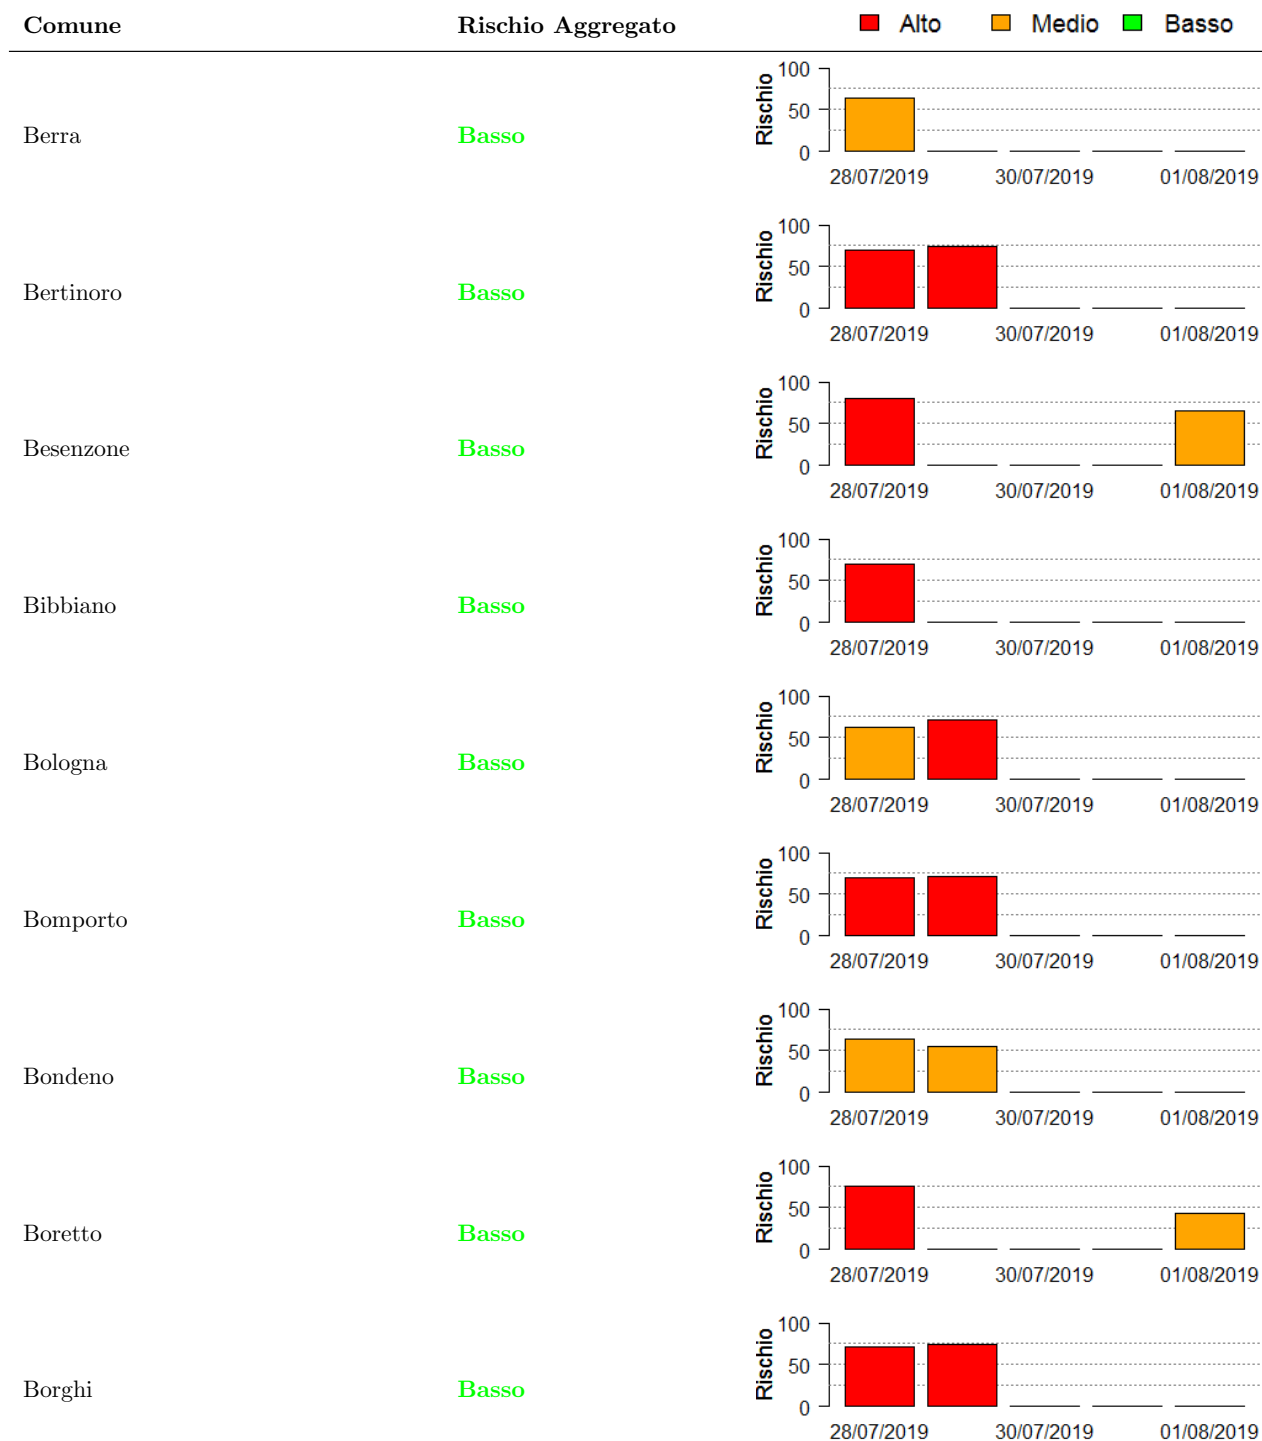 Comune Rischio Aggregato Alto Medio Basso
100
50
0
Rischio
Berra Basso
28/07/2019 30/07/2019 01/08/2019
100
50
0
Rischio
Bertinoro Basso
28/07/2019 30/07/2019 01/08/2019
100
50
0
Rischio
Besenzone Basso
28/07/2019 30/07/2019 01/08/2019
100
50
0
Rischio
Bibbiano Basso
28/07/2019 30/07/2019 01/08/2019
100
50
0
Rischio
Bologna Basso
28/07/2019 30/07/2019 01/08/2019
100
50
0
Rischio
Bomporto Basso
28/07/2019 30/07/2019 01/08/2019
100
50
0
Rischio
Bondeno Basso
28/07/2019 30/07/2019 01/08/2019
100
50
0
Rischio
Boretto Basso
28/07/2019 30/07/2019 01/08/2019
100
50
0
Rischio
Borghi Basso
28/07/2019 30/07/2019 01/08/2019